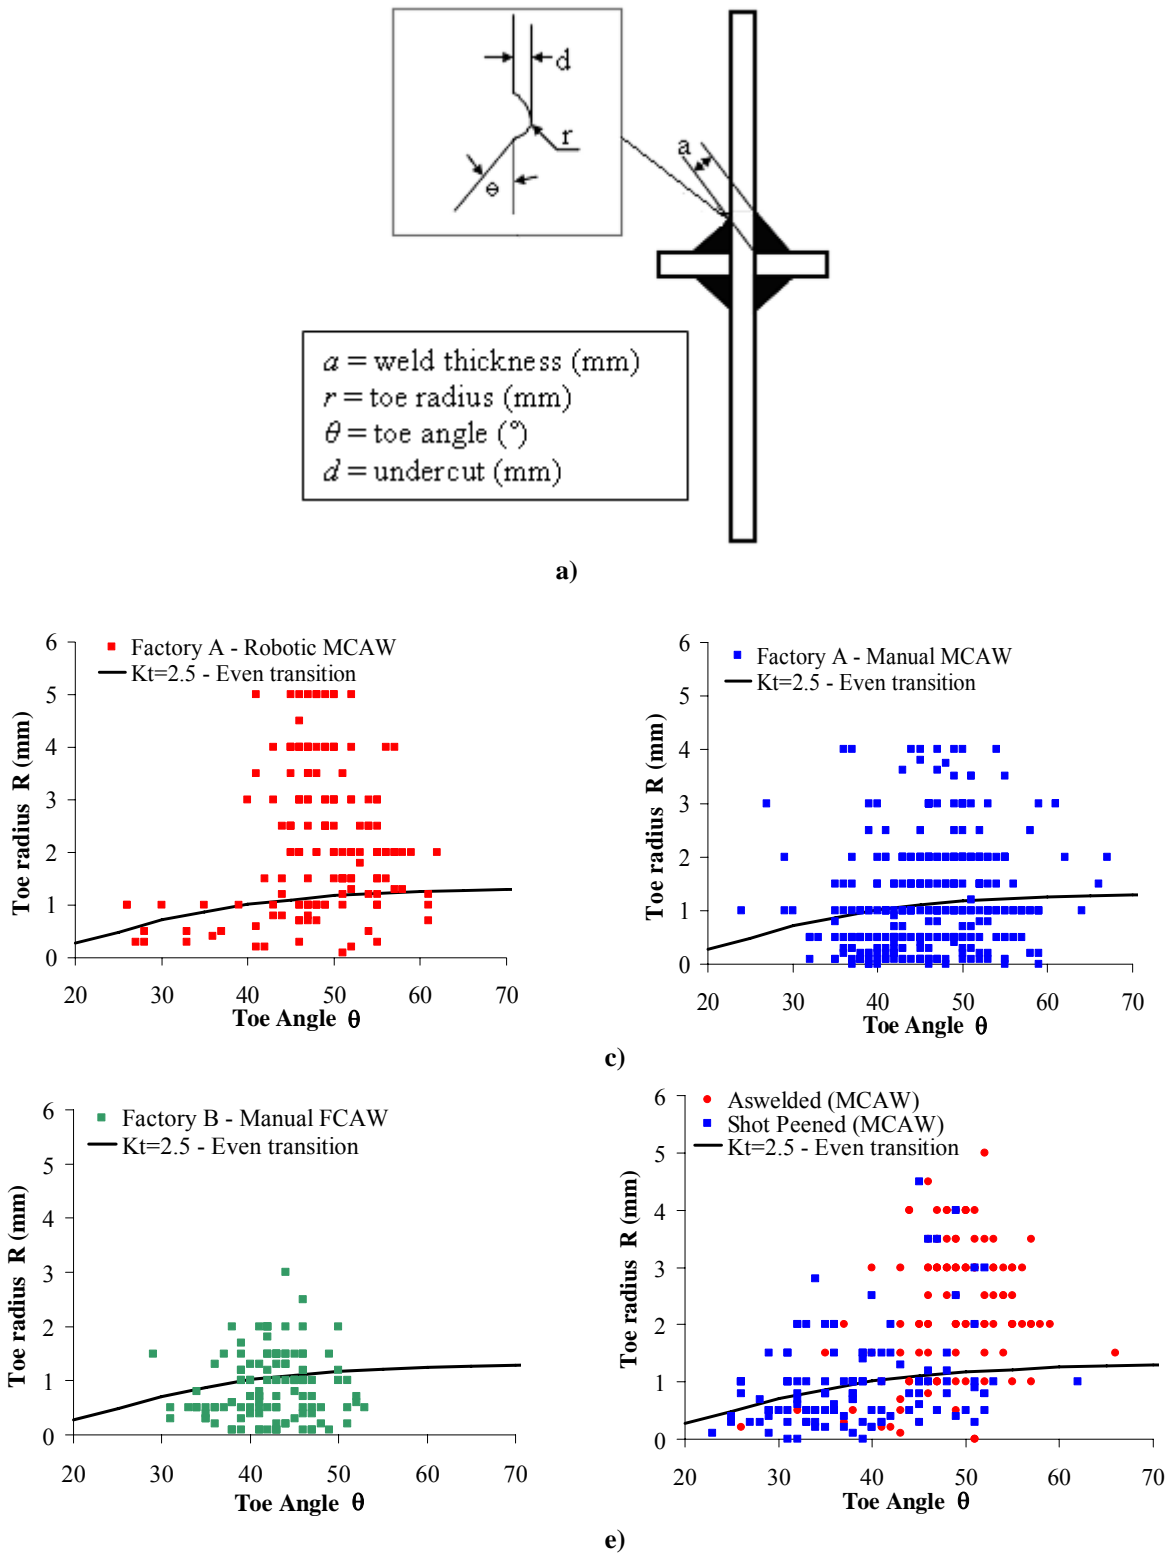 d
r
θ
a
a = weld thickness (mm)
r = toe radius (mm)
θ = toe angle (°)
d = undercut (mm)
a)
Factory A - Robotic MCAW
Kt=2.5 - Even transition
Toe radius R (mm)
6
5
4
3
2
1
0
20 30 40 50 60 70
Toe Angle θ
Factory A - Manual MCAW
Kt=2.5 - Even transition
Toe radius R (mm)
6
5
4
3
2
1
0
20 30 40 50 60 70
Toe Angle θ
c)
Factory B - Manual FCAW
Kt=2.5 - Even transition
Toe radius R (mm)
6
5
4
3
2
1
0
20 30 40 50 60 70
Toe Angle θ
Aswelded (MCAW)
Shot Peened (MCAW)
Kt=2.5 - Even transition
Toe radius R (mm)
6
5
4
3
2
1
0
20 30 40 50 60 70
Toe Angle θ
e)